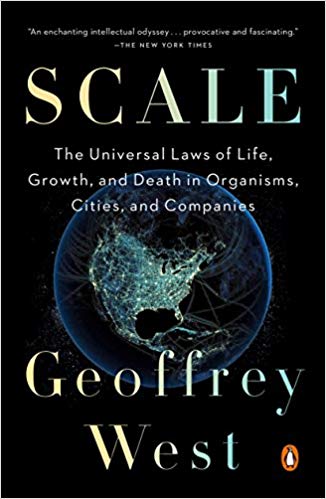 "An enchanting intellectual odyssey . . . provocative and fascinating."
—THE NEW YORK TIMES
SCALE
The Universal Laws of Life,
Growth, and Death in Organisms,
Cities, and Companies
Geoffrey
West